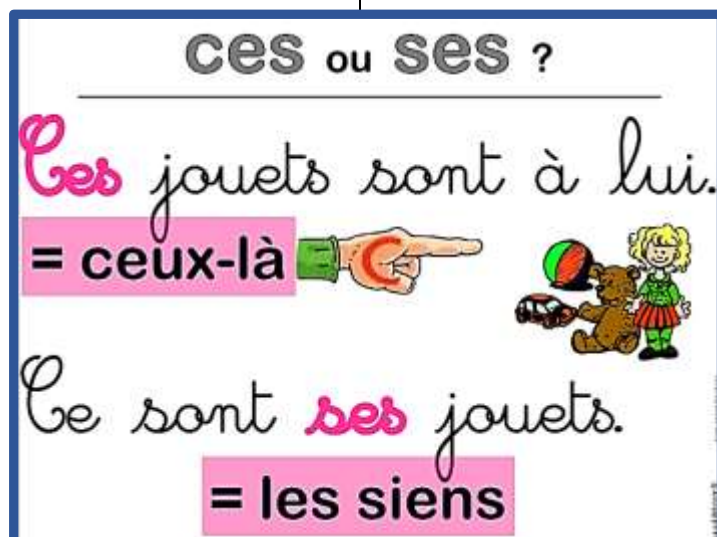 ces ou ses ?
Ces jouets sont à lui.
= ceux-là C
Ce sont ses jouets.
= les siens